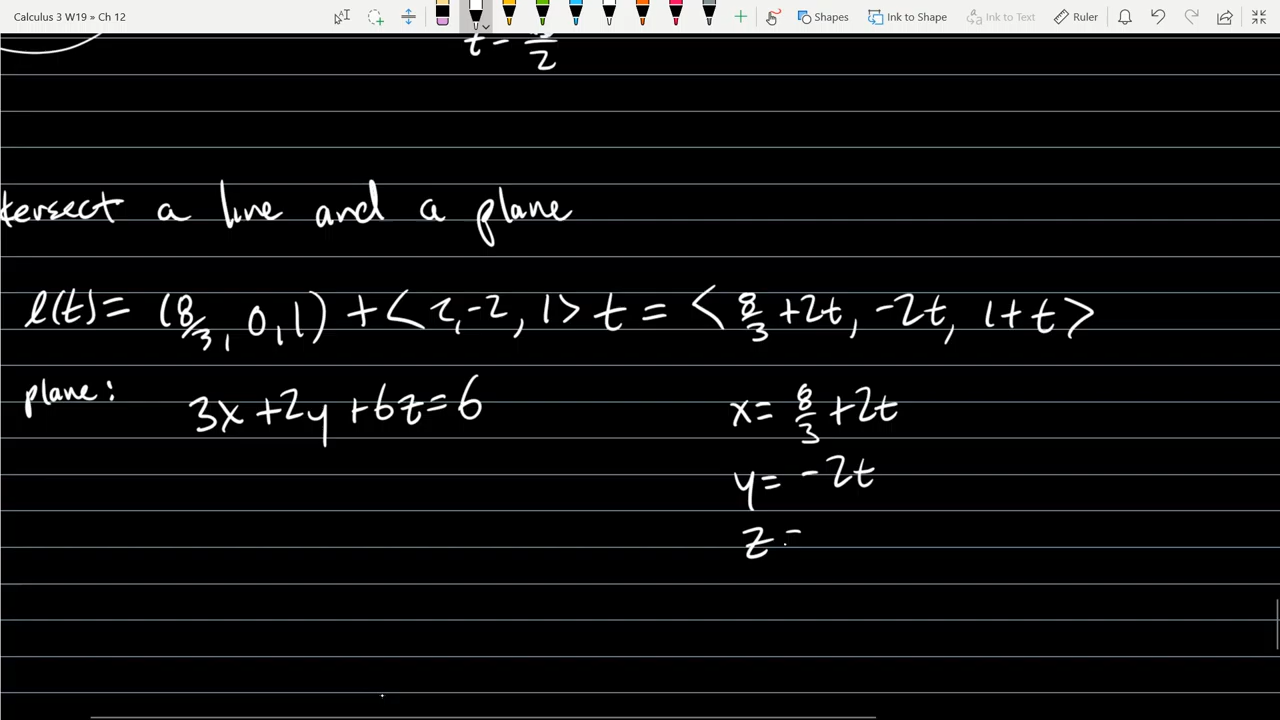 Calculus 3 W19 » Ch 12
Shapes
Ink to Shape
Ink to Text
Ruler
t = /2
tersect a line and a plane
l(t) = (8/3, 0, 1) + <2, -2, 1> t = < 8/3 + 2t, -2t, 1 + t >
plane: 3x + 2y + 6z = 6
x = 8/3 + 2t
y = -2t
z =